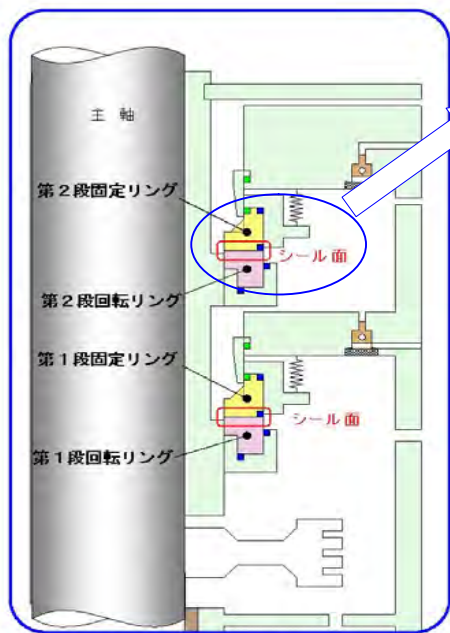 主 軸
第２段固定リング
シール面
第２段回転リング
第１段固定リング
シール面
第１段回転リング